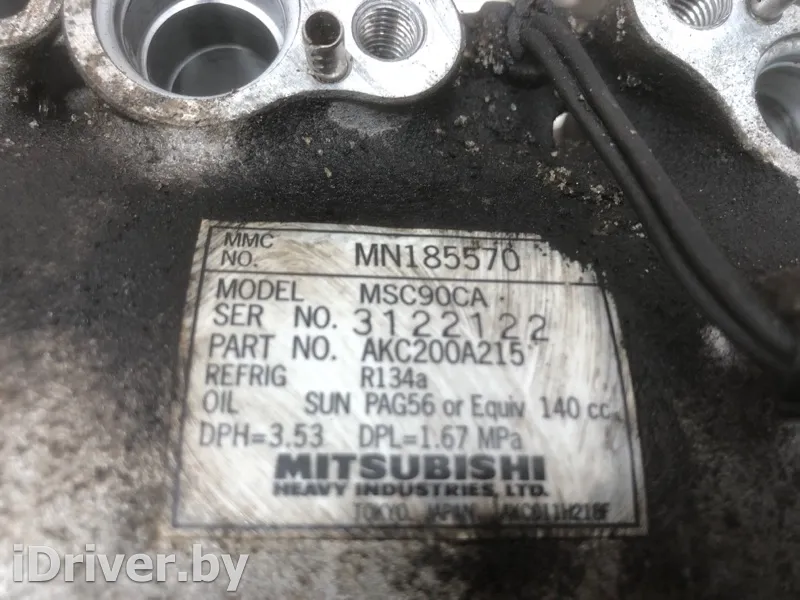 MMC
NO. MN185570
MODEL MSC90CA
SER NO. 3122122
PART NO. AKC200A215
REFRIG R134a
OIL SUN PAG56 or Equiv 140 cc
DPH=3.53 DPL=1.67 MPa
MITSUBISHI
HEAVY INDUSTRIES, LTD.
TOKYO JAPAN
iDriver.by